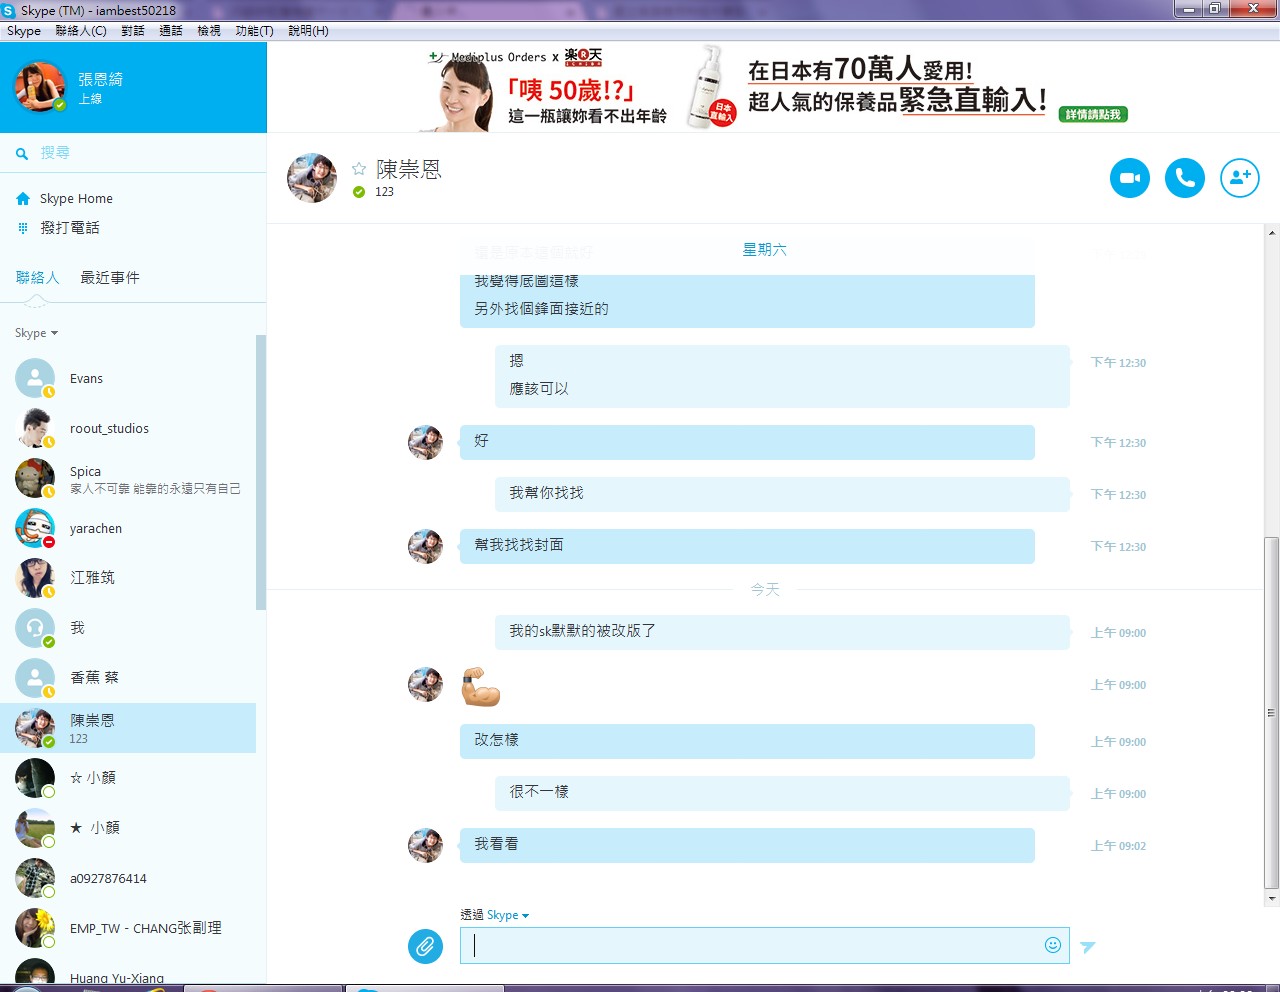 Skype (TM) - iambest50218
Skype 聯絡人(C) 對話 通話 檢視 功能(T) 說明(H)
張恩綺
上線
搜尋
Skype Home
撥打電話
聯絡人 最近事件
Skype
Evans
roout_studios
Spica
家人不可靠 能靠的永遠只有自己
yarachen
江雅筑
我
香蕉 蔡
陳崇恩
123
☆ 小顏
★ 小顏
a0927876414
EMP_TW - CHANG张副理
Huang Yu-Xiang
Mediplus Orders x 楽天
「咦 50歲!?」
這一瓶讓妳看不出年齡
日本直輸入
在日本有70萬人愛用!
超人氣的保養品緊急直輸入!
詳情請點我
陳崇恩
123
星期六
我覺得底圖這樣
另外找個鋒面接近的
摁
下午 12:30
應該可以
好
下午 12:30
我幫你找找
下午 12:30
幫我找找封面
下午 12:30
今天
我的sk默默的被改版了
上午 09:00
上午 09:00
改怎樣
上午 09:00
很不一樣
上午 09:00
我看看
上午 09:02
透過 Skype